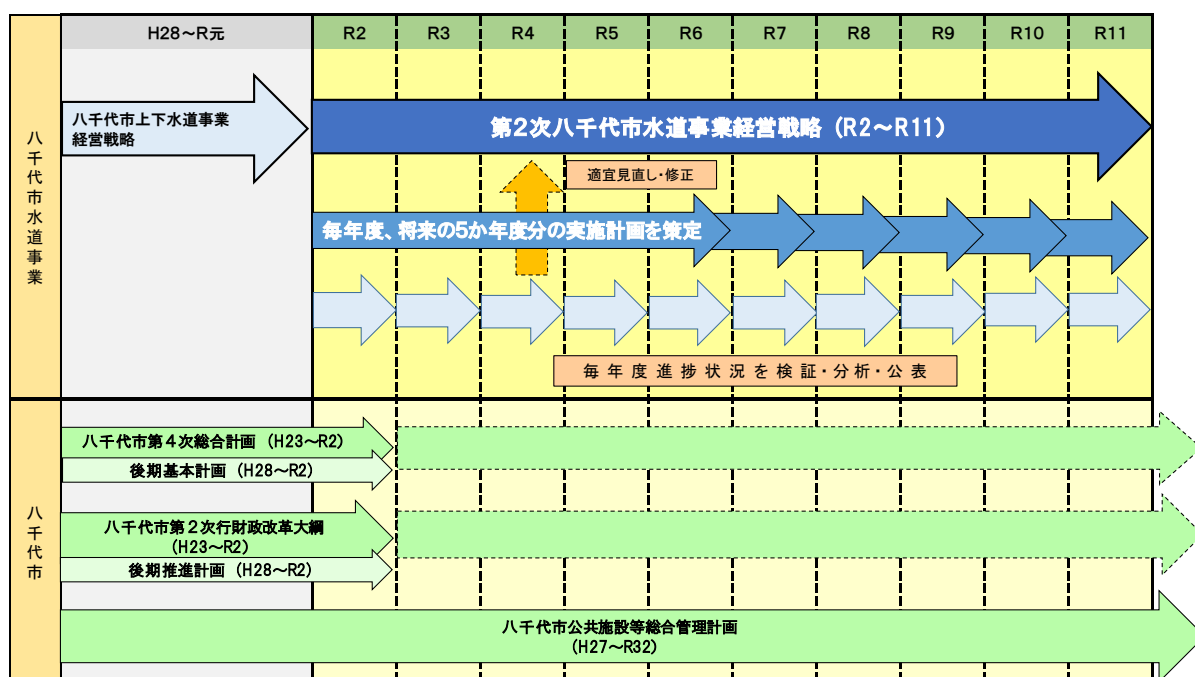 H28～R元
R2
R3
R4
R5
R6
R7
R8
R9
R10
R11
八千代市水道事業
八千代市上下水道事業
経営戦略
第2次八千代市水道事業経営戦略（R2～R11）
適宜見直し・修正
毎年度、将来の5か年度分の実施計画を策定
毎年度進捗状況を検証・分析・公表
八千代市
八千代市第4次総合計画（H23～R2）
後期基本計画（H28～R2）
八千代市第2次行財政改革大綱
（H23～R2）
後期推進計画（H28～R2）
八千代市公共施設等総合管理計画
（H27～R32）